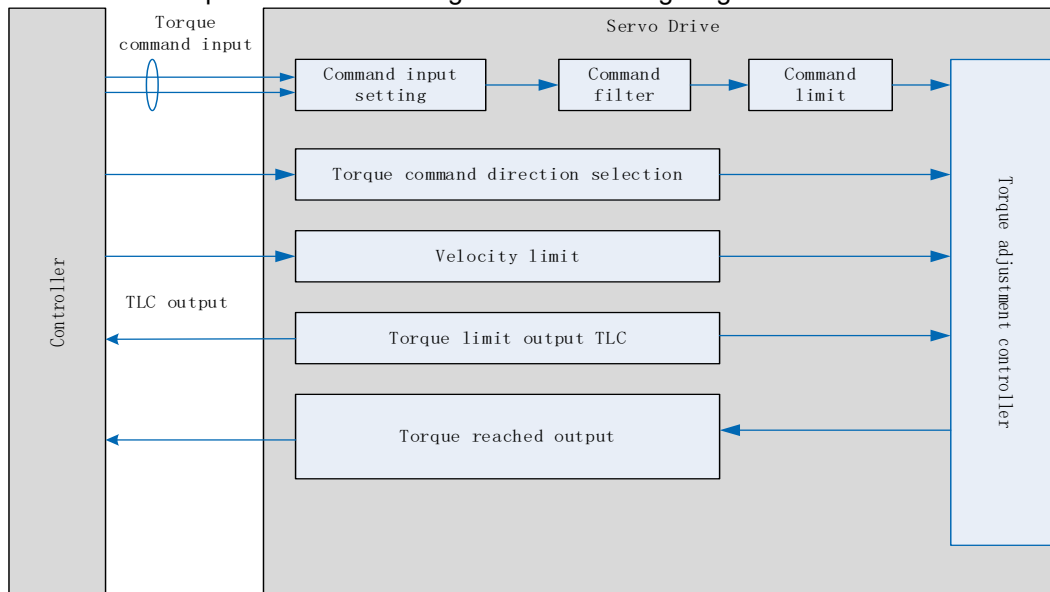 Torque
command input
Servo Drive
Command input
setting
Command
filter
Command
limit
Torque command direction selection
Velocity limit
TLC output
Torque limit output TLC
Torque reached output
Controller
Torque adjustment controller